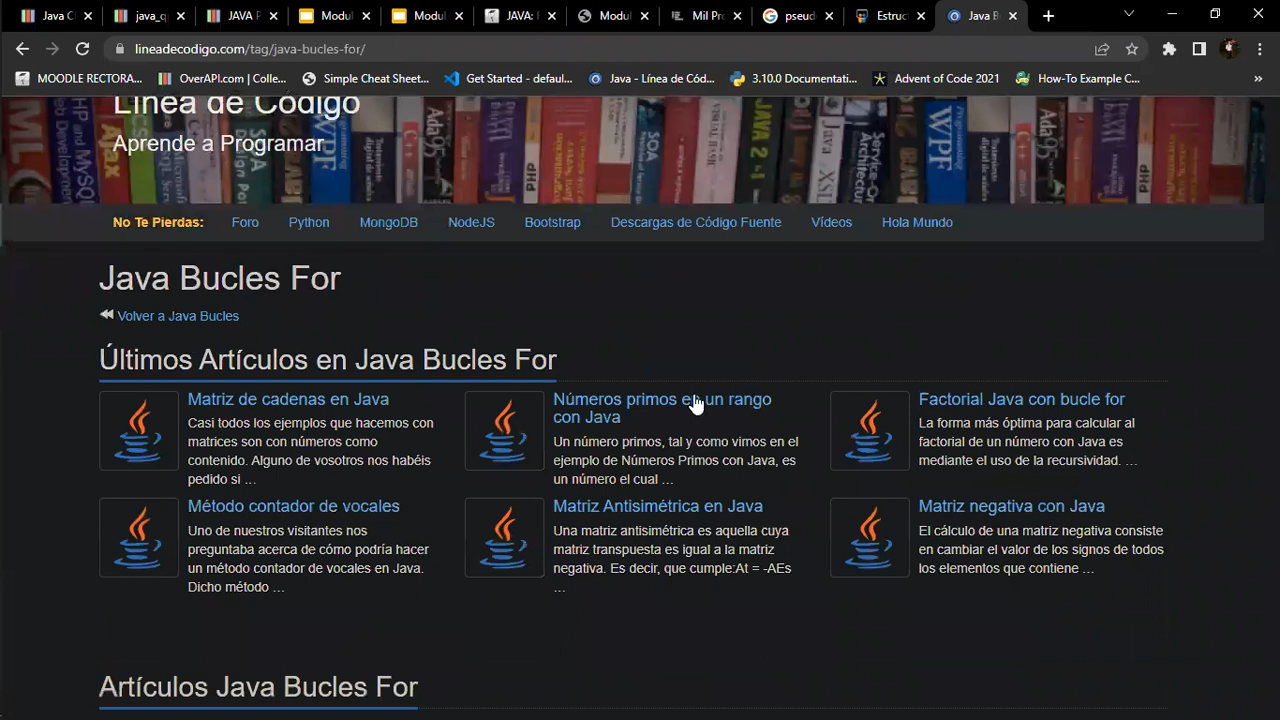 Java C
java_q
JAVA P
Modul
Modul
JAVA: F
Modul
Mil Pro
pseud
Estruc
Java B
lineadecodigo.com/tag/java-bucles-for/
MOODLE RECTORA...
OverAPI.com | Colle...
Simple Cheat Sheet...
Get Started - defaul...
Java - Línea de Cód...
3.10.0 Documentati...
Advent of Code 2021
How-To Example C...
»
Línea de Código
Aprende a Programar
No Te Pierdas: Foro Python MongoDB NodeJS Bootstrap Descargas de Código Fuente Vídeos Hola Mundo
Java Bucles For
Volver a Java Bucles
Últimos Artículos en Java Bucles For
Matriz de cadenas en Java
Casi todos los ejemplos que hacemos con
matrices son con números como
contenido. Alguno de vosotros nos habéis
pedido si ...
Números primos en un rango
con Java
Un número primos, tal y como vimos en el
ejemplo de Números Primos con Java, es
un número el cual ...
Factorial Java con bucle for
La forma más óptima para calcular al
factorial de un número con Java es
mediante el uso de la recursividad. ...
Método contador de vocales
Uno de nuestros visitantes nos
preguntaba acerca de cómo podría hacer
un método contador de vocales en Java.
Dicho método ...
Matriz Antisimétrica en Java
Una matriz antisimétrica es aquella cuya
matriz transpuesta es igual a la matriz
negativa. Es decir, que cumple:At = -AEs
...
Matriz negativa con Java
El cálculo de una matriz negativa consiste
en cambiar el valor de los signos de todos
los elementos que contiene ...
Artículos Java Bucles For